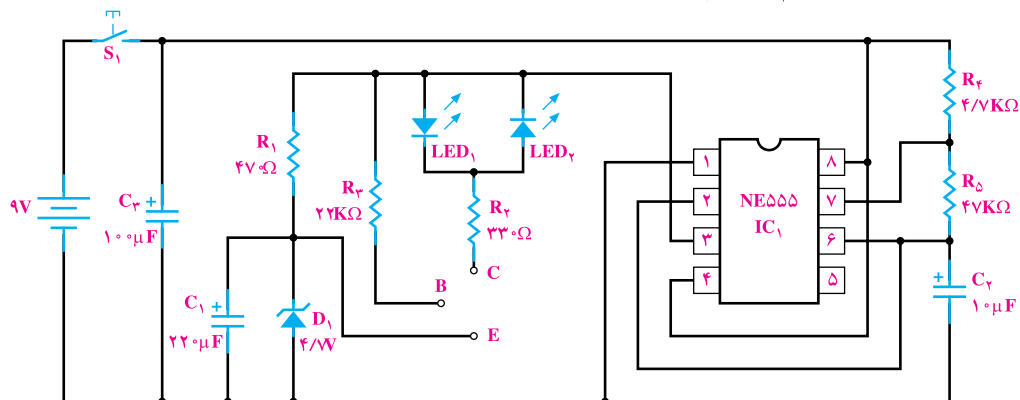 S۱
R۴
۴/۷KΩ
R۱
۴۷۰Ω
LED۱
LED۲
۱
۸
R۳
۲۲KΩ
R۵
۴۷KΩ
۹V
C۳
+
۱۰۰µF
R۲
۳۳۰Ω
۲
NE۵۵۵
IC۱
۷
۳
۶
C
B
E
۴
۵
C۲
+
۱۰µF
C۱
+
۲۲۰µF
D۱
۴/۷V